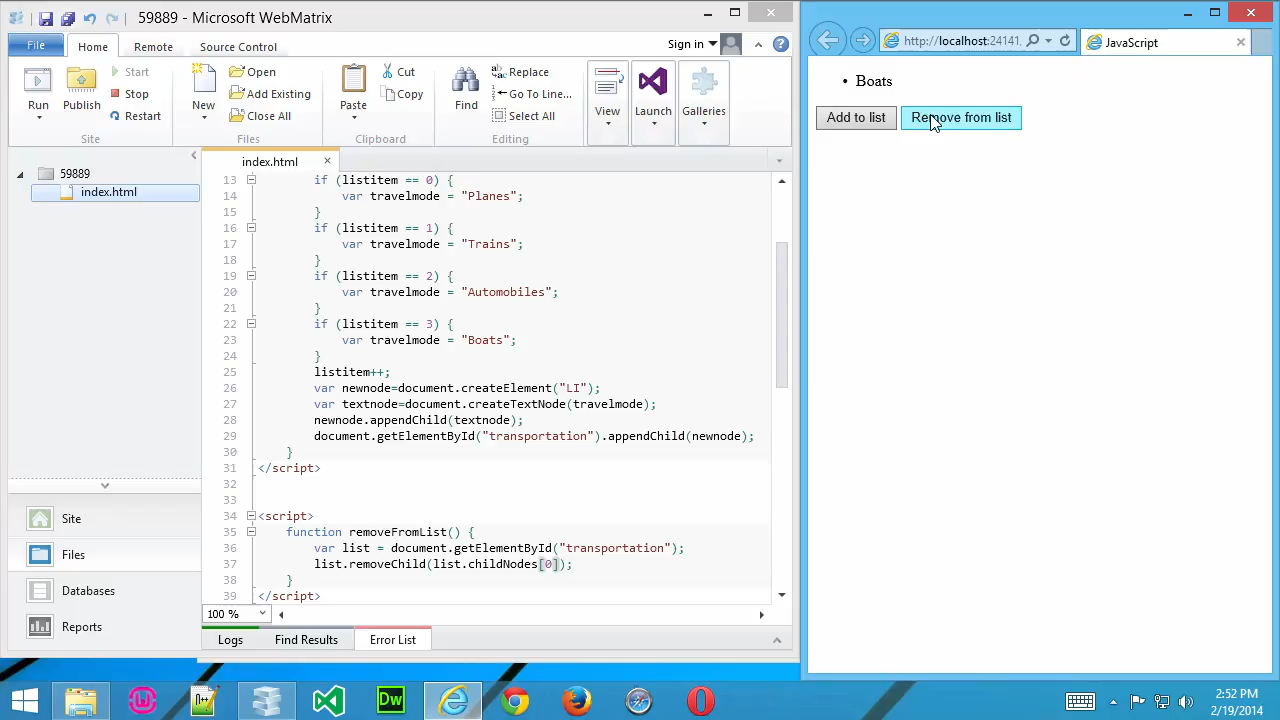 59889 - Microsoft WebMatrix
File
Home
Remote
Source Control
Sign in
Run
Publish
Start
Stop
Restart
Site
New
Open
Add Existing
Close All
Files
Paste
Cut
Copy
Clipboard
Find
Replace
Go To Line...
Select All
Editing
View
Launch
Galleries
59889
index.html
Site
Files
Databases
Reports
index.html
13 if (listitem == 0) {
14 var travelmode = "Planes";
15 }
16 if (listitem == 1) {
17 var travelmode = "Trains";
18 }
19 if (listitem == 2) {
20 var travelmode = "Automobiles";
21 }
22 if (listitem == 3) {
23 var travelmode = "Boats";
24 }
25 listitem++;
26 var newnode=document.createElement("LI");
27 var textnode=document.createTextNode(travelmode);
28 newnode.appendChild(textnode);
29 document.getElementById("transportation").appendChild(newnode);
30 }
31 </script>
32
33
34 <script>
35 function removeFromList() {
36 var list = document.getElementById("transportation");
37 list.removeChild(list.childNodes[0]);
38 }
39 </script>
100 %
Logs
Find Results
Error List
http://localhost:24141
JavaScript
• Boats
Add to list
Remove from list
Dw
2:52 PM
2/19/2014